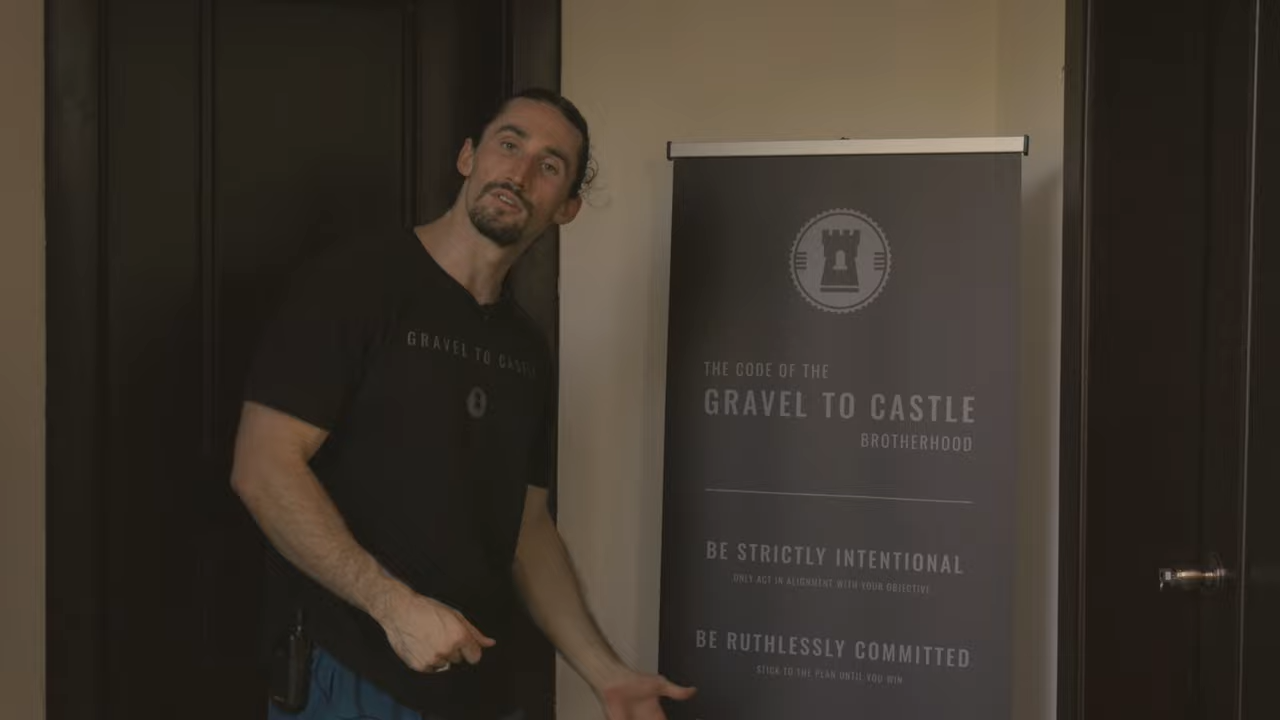 GRAVEL TO CASTLE
THE CODE OF THE
GRAVEL TO CASTLE
BROTHERHOOD
BE STRICTLY INTENTIONAL
ONLY ACT IN ALIGNMENT WITH YOUR OBJECTIVE
BE RUTHLESSLY COMMITTED
STICK TO THE PLAN UNTIL YOU WIN